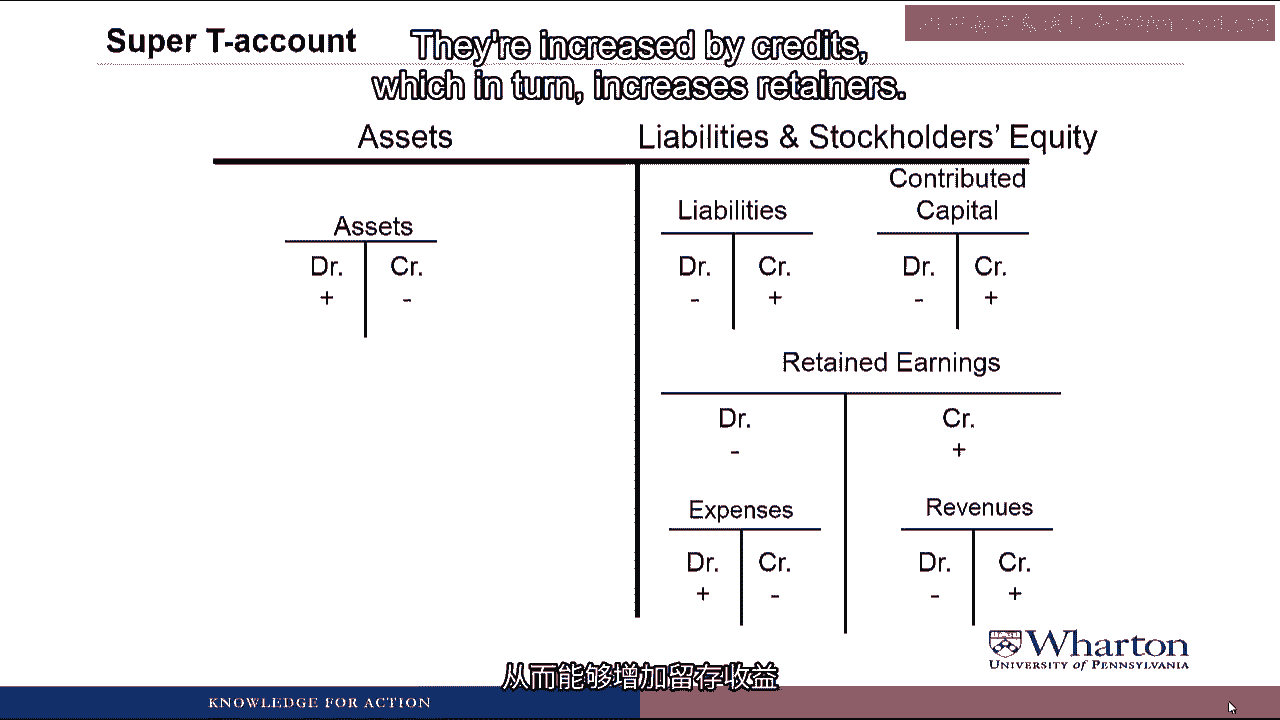 Super T-account
They're increased by credits,
which in turn, increases retainers.
Assets
Liabilities & Stockholders' Equity
Assets
Dr. Cr.
+ -
Liabilities
Dr. Cr.
- +
Contributed
Capital
Dr. Cr.
- +
Retained Earnings
Dr. Cr.
- +
Expenses
Dr. Cr.
+ -
Revenues
Dr. Cr.
- +
Wharton
UNIVERSITY of PENNSYLVANIA
从而能够增加留存收益
KNOWLEDGE FOR ACTION